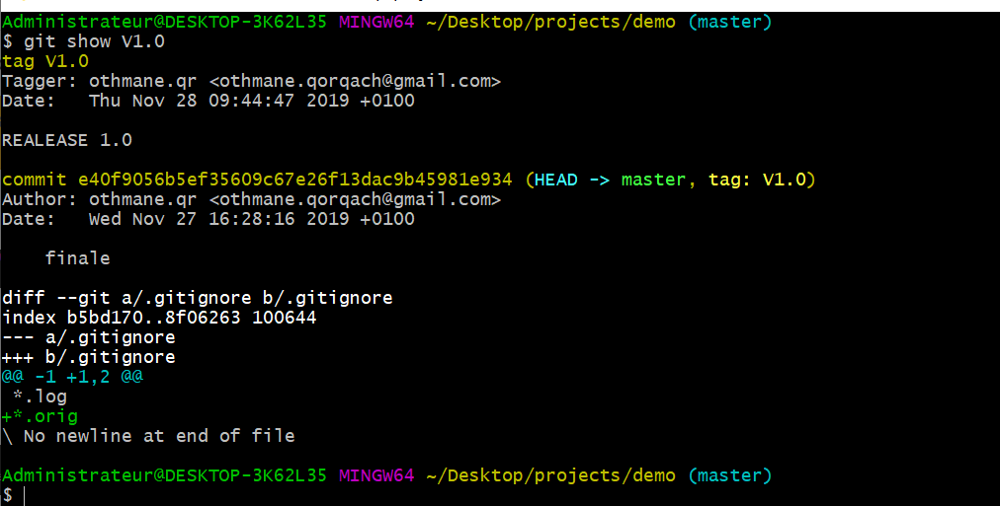 Administrateur@DESKTOP-3K62L35 MINGW64 ~/Desktop/projects/demo (master)
$ git show V1.0
tag V1.0
Tagger: othmane.qr <othmane.qorqach@gmail.com>
Date:   Thu Nov 28 09:44:47 2019 +0100

REALEASE 1.0

commit e40f9056b5ef35609c67e26f13dac9b45981e934 (HEAD -> master, tag: V1.0)
Author: othmane.qr <othmane.qorqach@gmail.com>
Date:   Wed Nov 27 16:28:16 2019 +0100

    finale

diff --git a/.gitignore b/.gitignore
index b5bd170..8f06263 100644
--- a/.gitignore
+++ b/.gitignore
@@ -1 +1,2 @@
 *.log
+*.orig
\ No newline at end of file

Administrateur@DESKTOP-3K62L35 MINGW64 ~/Desktop/projects/demo (master)
$